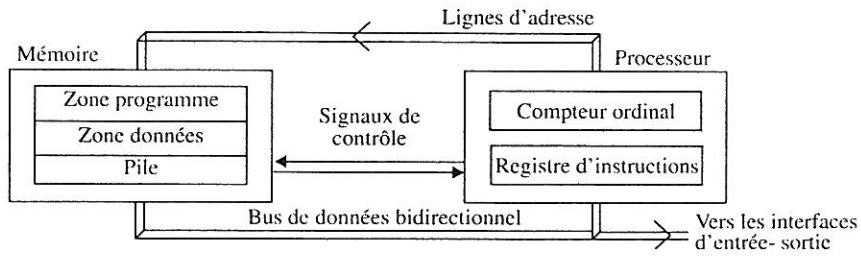 Lignes d'adresse
Mémoire
Processeur
Zone programme
Zone données
Pile
Signaux de
contrôle
Compteur ordinal
Registre d'instructions
Bus de données bidirectionnel
Vers les interfaces
d'entrée- sortie